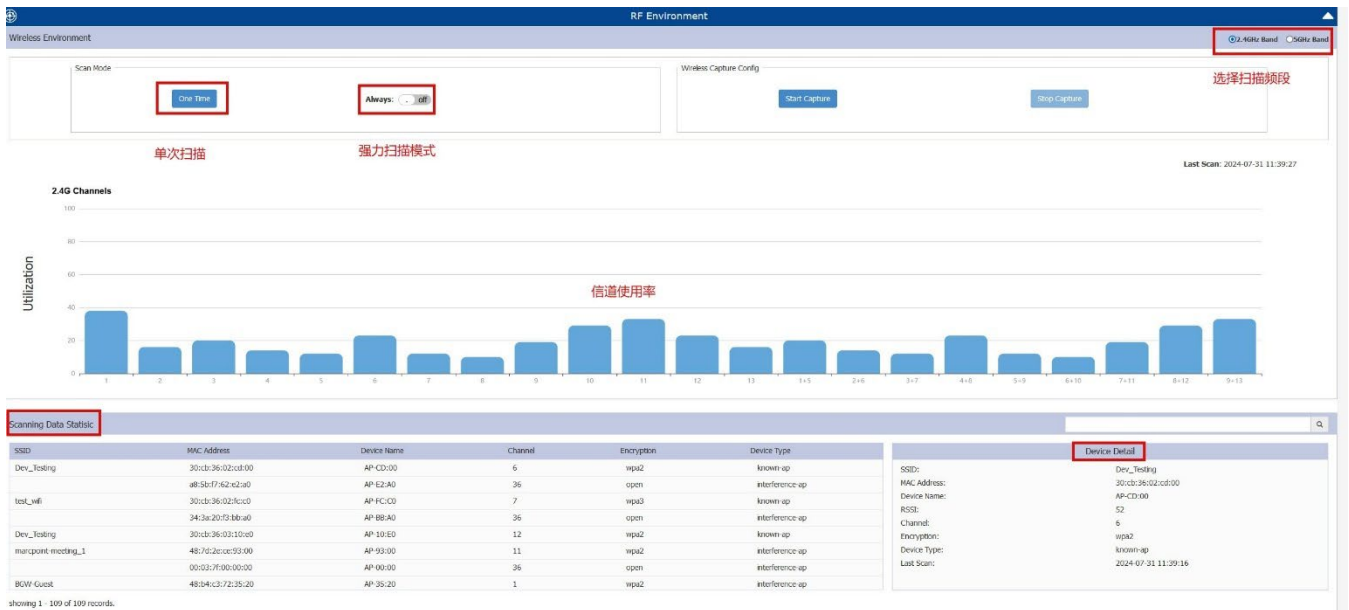 RF Environment
Wireless Environment
2.4GHz Band 5GHz Band
选择扫描频段
Scan Mode
One Time
Always: off
单次扫描
强力扫描模式
Wireless Capture Config
Start Capture
Stop Capture
Last Scan: 2024-07-31 11:39:27
2.4G Channels
Utilization
100
80
60
40
20
0
信道使用率
1 2 3 4 5 6 7 8 9 10 11 12 13 1+5 2+6 3+7 4+8 5+9 6+10 7+11 8+12 9+13
Scanning Data Statisic
SSID MAC Address Device Name Channel Encryption Device Type
Dev_Testing 30:cb:36:02:cd:00 AP-CD:00 6 wpa2 known-ap
a8:5b:f7:62:e2:a0 AP-E2:A0 36 open interference-ap
test_wifi 30:cb:36:02:fc:c0 AP-FC:C0 7 wpa3 known-ap
34:3a:20:f3:bb:a0 AP-BB:A0 36 open interference-ap
Dev_Testing 30:cb:36:03:10:e0 AP-10:E0 12 wpa2 known-ap
marcpoint-meeting_1 48:7d:2e:ce:93:00 AP-93:00 11 wpa2 interference-ap
00:03:7f:00:00:00 AP-00:00 36 open interference-ap
BGW-Guest 48:b4:c3:72:35:20 AP-35:20 1 wpa2 interference-ap
showing 1 - 109 of 109 records.
Device Detail
SSID: Dev_Testing
MAC Address: 30:cb:36:02:cd:00
Device Name: AP-CD:00
RSSI: 52
Channel: 6
Encryption: wpa2
Device Type: known-ap
Last Scan: 2024-07-31 11:39:16